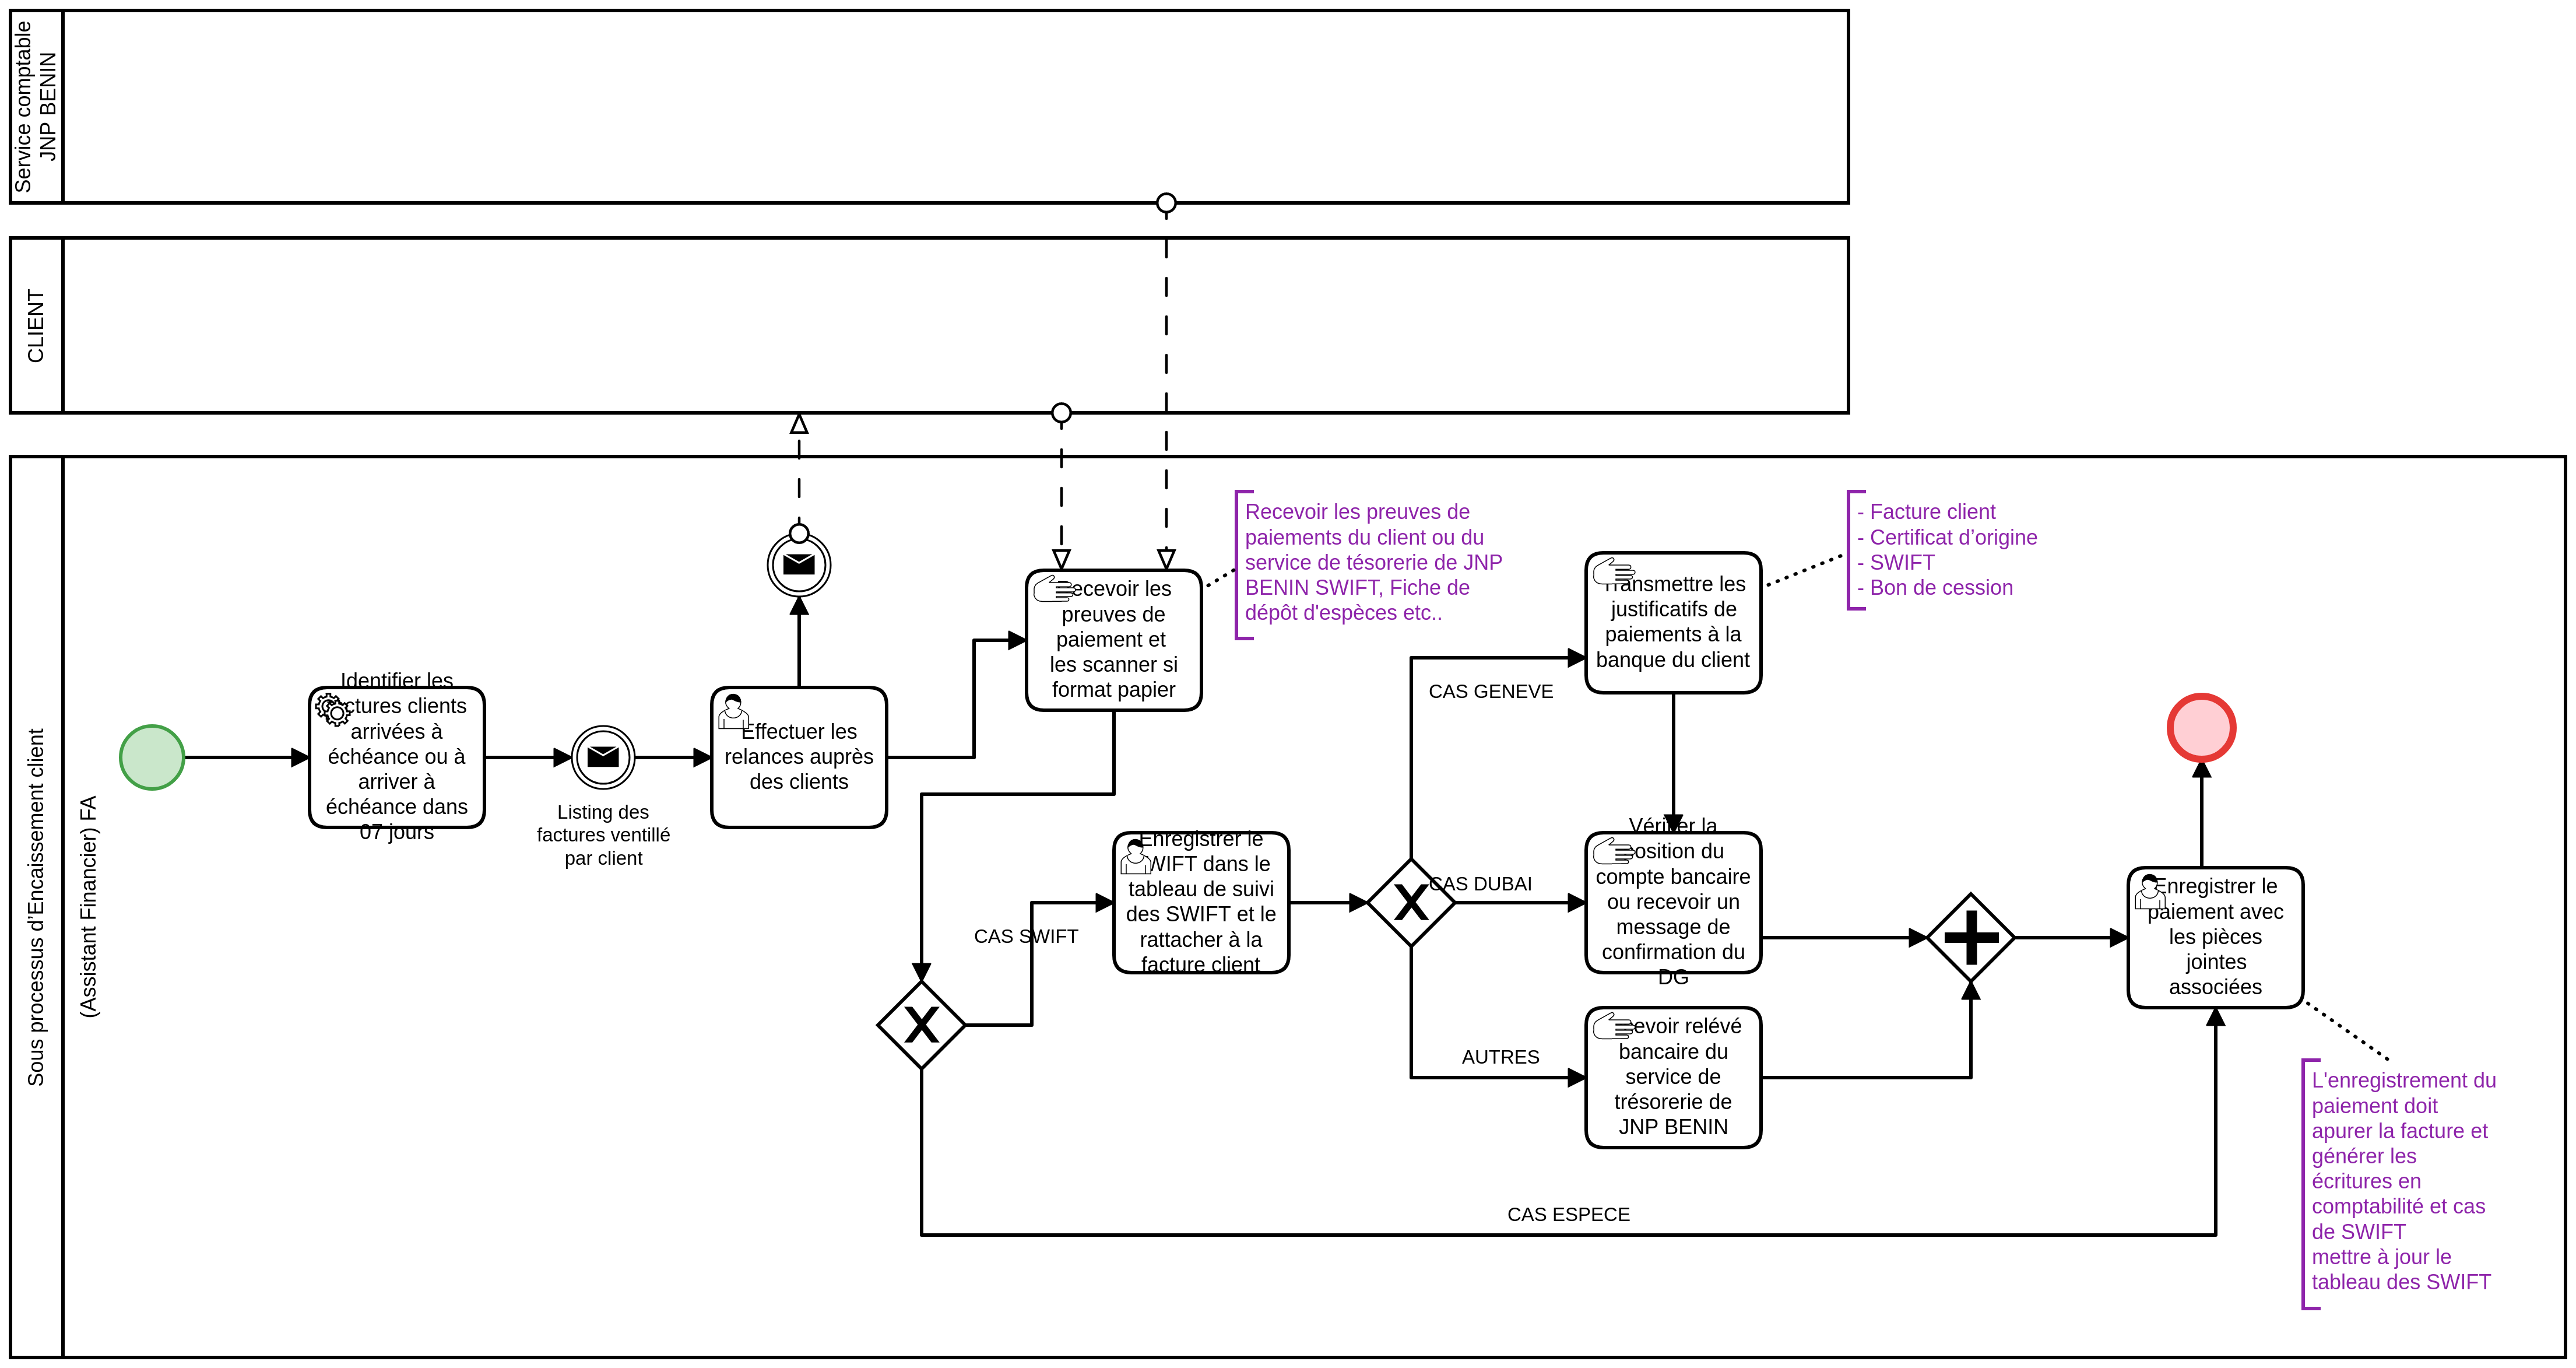 Service comptable
JNP BENIN
CLIENT
Sous processus d'Encaissement client
(Assistant Financier) FA
Identifier les
ctures clients
arrivées à
échéance ou à
arriver à
échéance dans
07 jours
Listing des
factures ventillé
par client
Effectuer les
relances auprès
des clients
ecevoir les
preuves de
paiement et
les scanner si
format papier
Recevoir les preuves de
paiements du client ou du
service de tésorerie de JNP
BENIN SWIFT, Fiche de
dépôt d'espèces etc..
CAS SWIFT
Enregistrer le
WIFT dans le
tableau de suivi
des SWIFT et le
rattacher à la
facture client
CAS GENEVE
CAS DUBAI
AUTRES
CAS ESPECE
Transmettre les
justificatifs de
paiements à la
banque du client
- Facture client
- Certificat d'origine
- SWIFT
- Bon de cession
Vérifier la
osition du
compte bancaire
ou recevoir un
message de
confirmation du
DG
evoir relévé
bancaire du
service de
trésorerie de
JNP BENIN
Enregistrer le
paiement avec
les pièces
jointes
associées
L'enregistrement du
paiement doit
apurer la facture et
générer les
écritures en
comptabilité et cas
de SWIFT
mettre à jour le
tableau des SWIFT